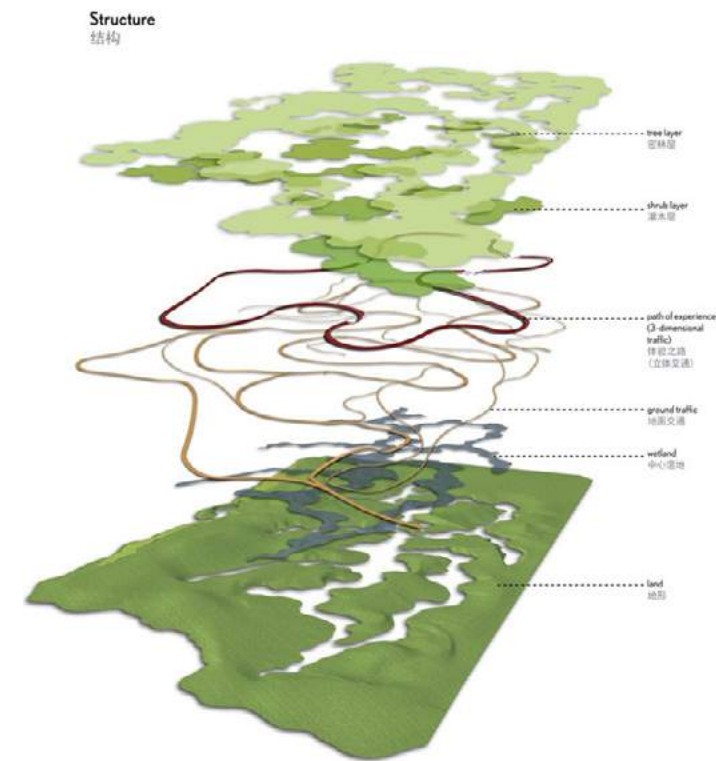 Structure
结构
tree layer
密林层
shrub layer
灌木层
path of experience
(3-dimensional
traffic)
体验之路
(立体交通)
ground traffic
地面交通
wetland
中心湿地
land
地形